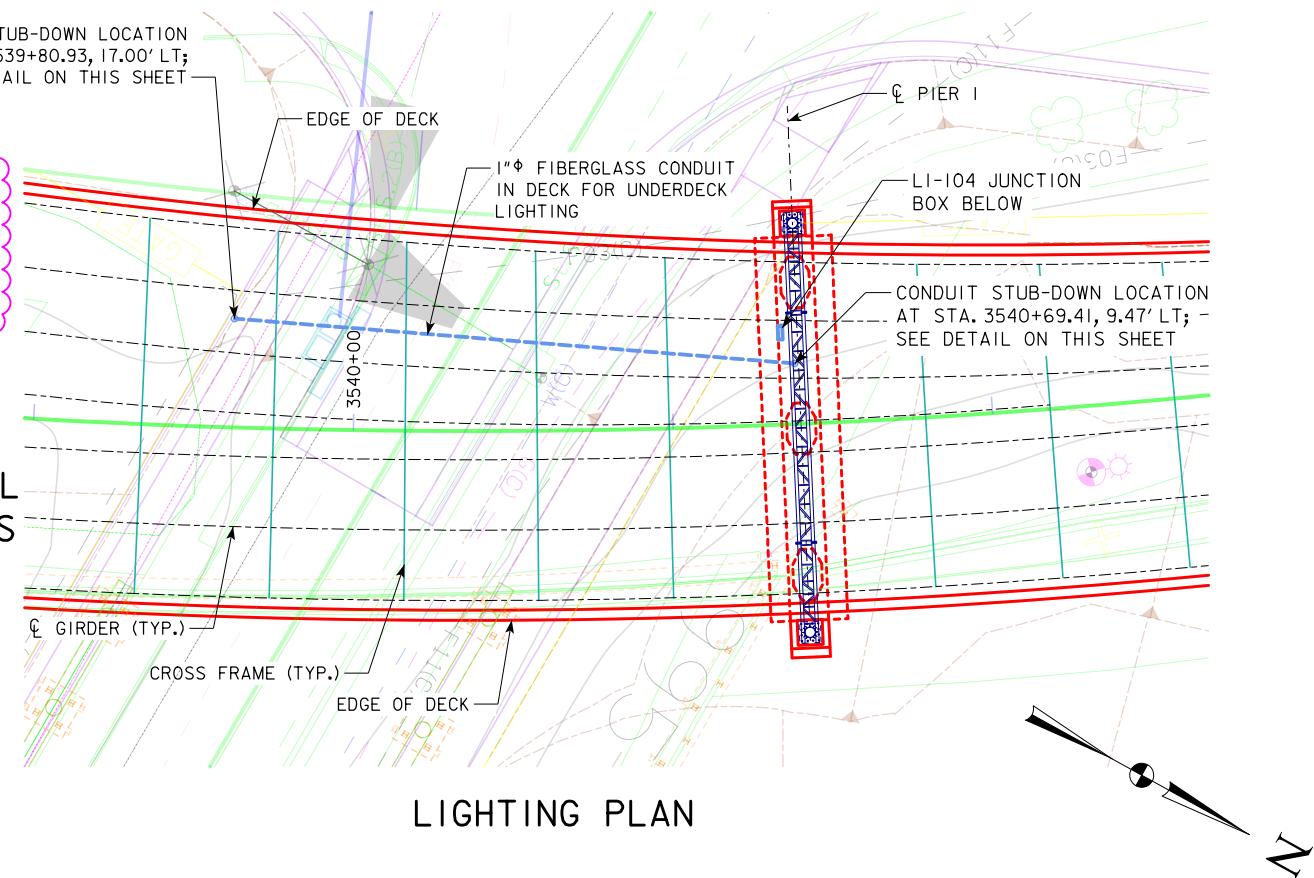 STUB-DOWN LOCATION
539+80.93, 17.00' LT;
AIL ON THIS SHEET
EDGE OF DECK
1"Φ FIBERGLASS CONDUIT
IN DECK FOR UNDERDECK
LIGHTING
℄ PIER 1
F11(C)
F03(C)
LI-104 JUNCTION
BOX BELOW
CONDUIT STUB-DOWN LOCATION
AT STA. 3540+69.41, 9.47' LT;
SEE DETAIL ON THIS SHEET
3540+00
W(G)
G(C)
L
S
℄ GIRDER (TYP.)
CROSS FRAME (TYP.)
EDGE OF DECK
F11(C)
LIGHTING PLAN
N